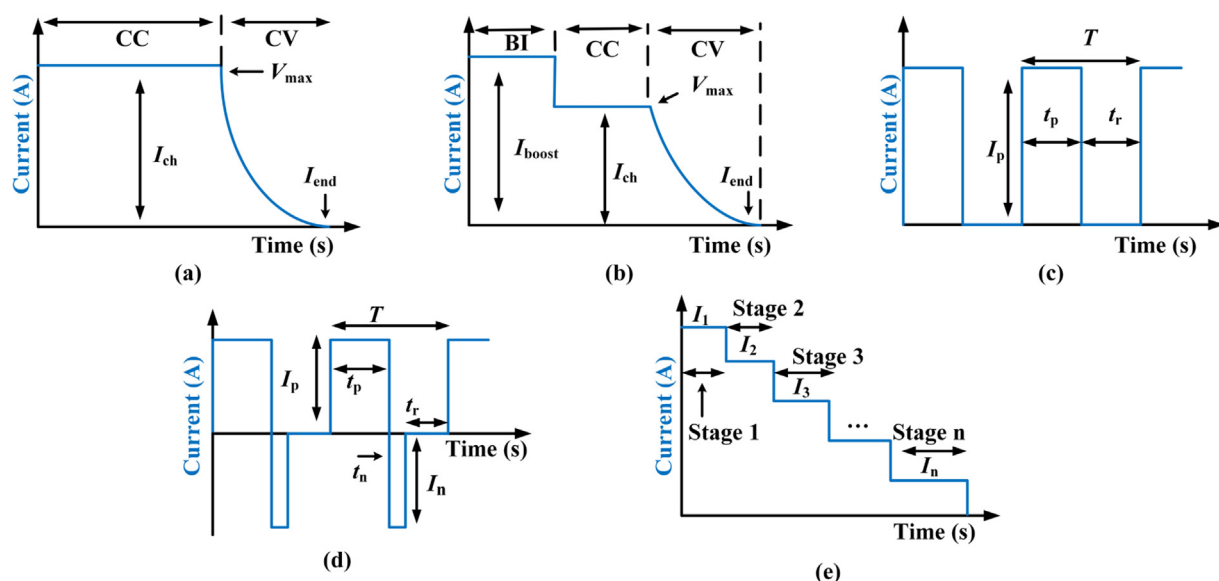 CC
CV
Current (A)
Vmax
Ich
Iend
Time (s)
(a)
BI
CC
CV
Current (A)
Vmax
Iboost
Ich
Iend
Time (s)
(b)
Current (A)
T
tp
tr
Ip
Time (s)
(c)
Current (A)
T
Ip
tp
tr
Time (s)
tn
In
(d)
Current (A)
I1
Stage 2
I2
Stage 3
I3
Stage 1
...
Stage n
In
Time (s)
(e)